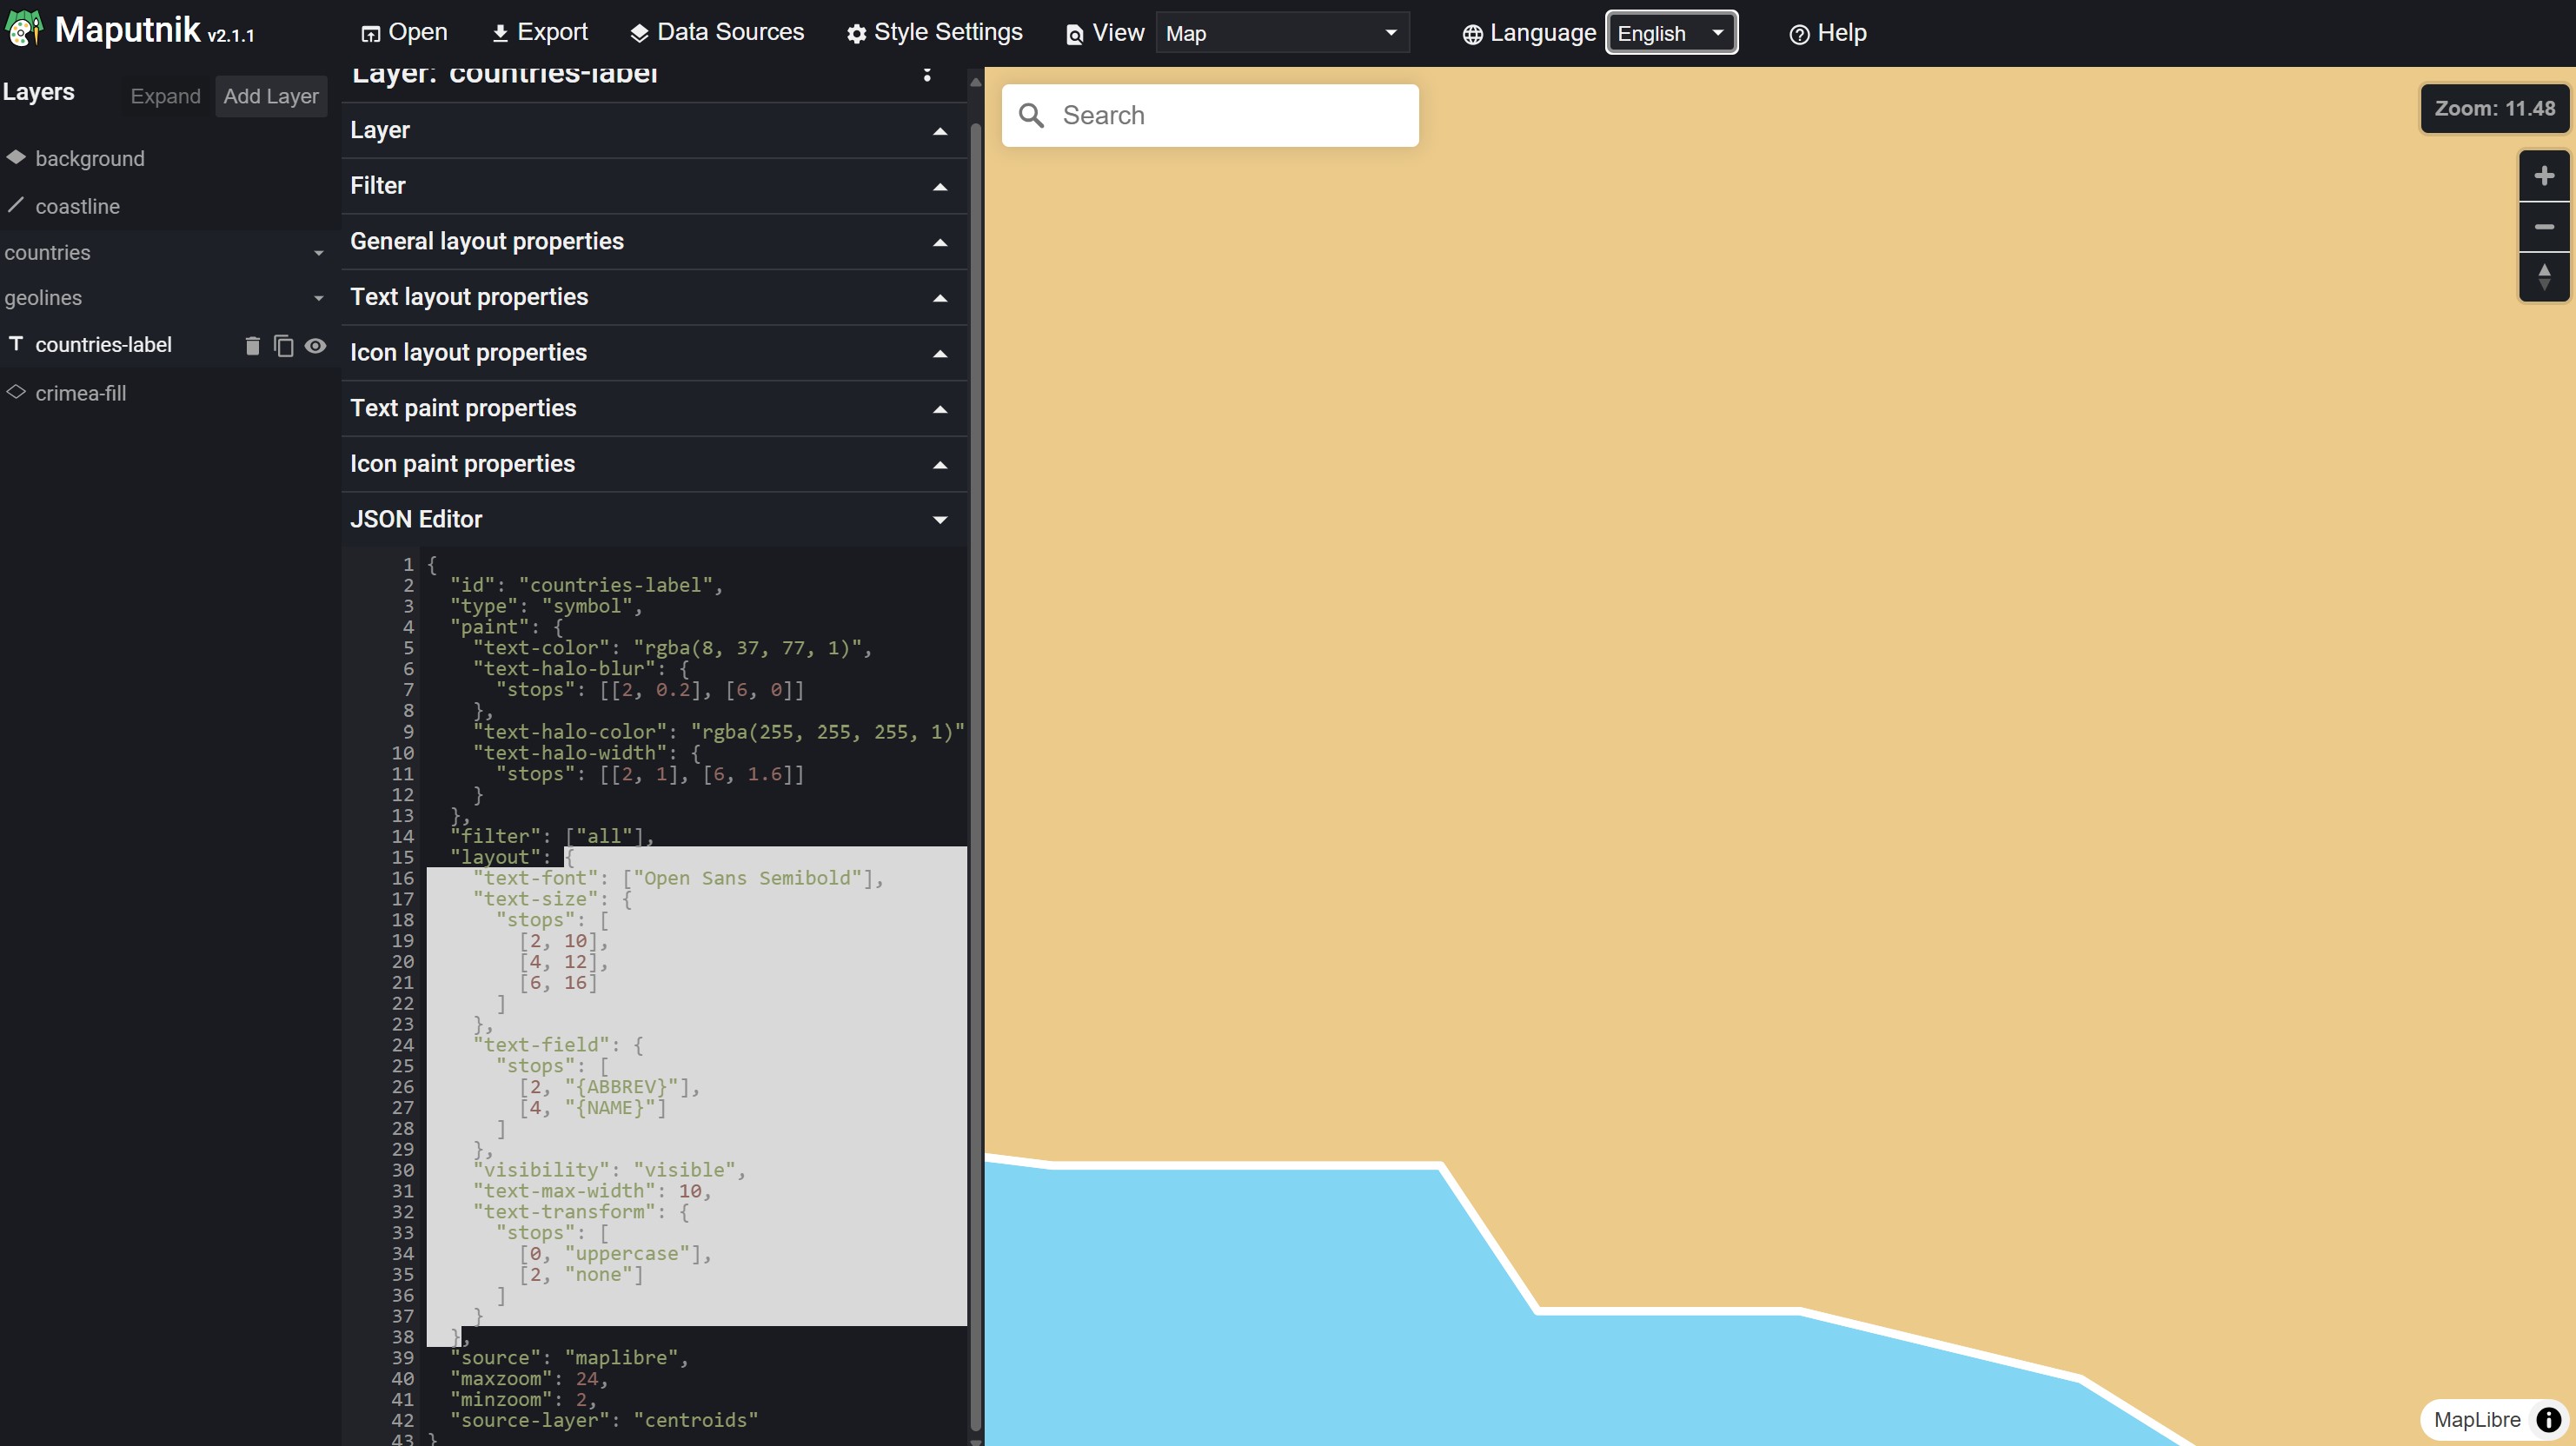 Maputnik v2.1.1
Open
Export
Data Sources
Style Settings
View
Map
Language
English
Help
Layers
Expand
Add Layer
background
coastline
countries
geolines
countries-label
crimea-fill
Layer: countries-label
Layer
Filter
General layout properties
Text layout properties
Icon layout properties
Text paint properties
Icon paint properties
JSON Editor
1 {
2 "id": "countries-label",
3 "type": "symbol",
4 "paint": {
5 "text-color": "rgba(8, 37, 77, 1)",
6 "text-halo-blur": {
7 "stops": [[2, 0.2], [6, 0]]
8 },
9 "text-halo-color": "rgba(255, 255, 255, 1)"
10 "text-halo-width": {
11 "stops": [[2, 1], [6, 1.6]]
12 }
13 },
14 "filter": ["all"],
15 "layout": {
16 "text-font": ["Open Sans Semibold"],
17 "text-size": {
18 "stops": [
19 [2, 10],
20 [4, 12],
21 [6, 16]
22 ]
23 },
24 "text-field": {
25 "stops": [
26 [2, "{ABBREV}"],
27 [4, "{NAME}"]
28 ]
29 },
30 "visibility": "visible",
31 "text-max-width": 10,
32 "text-transform": {
33 "stops": [
34 [0, "uppercase"],
35 [2, "none"]
36 ]
37 }
38 },
39 "source": "maplibre",
40 "maxzoom": 24,
41 "minzoom": 2,
42 "source-layer": "centroids"
43 }
Search
Zoom: 11.48
MapLibre